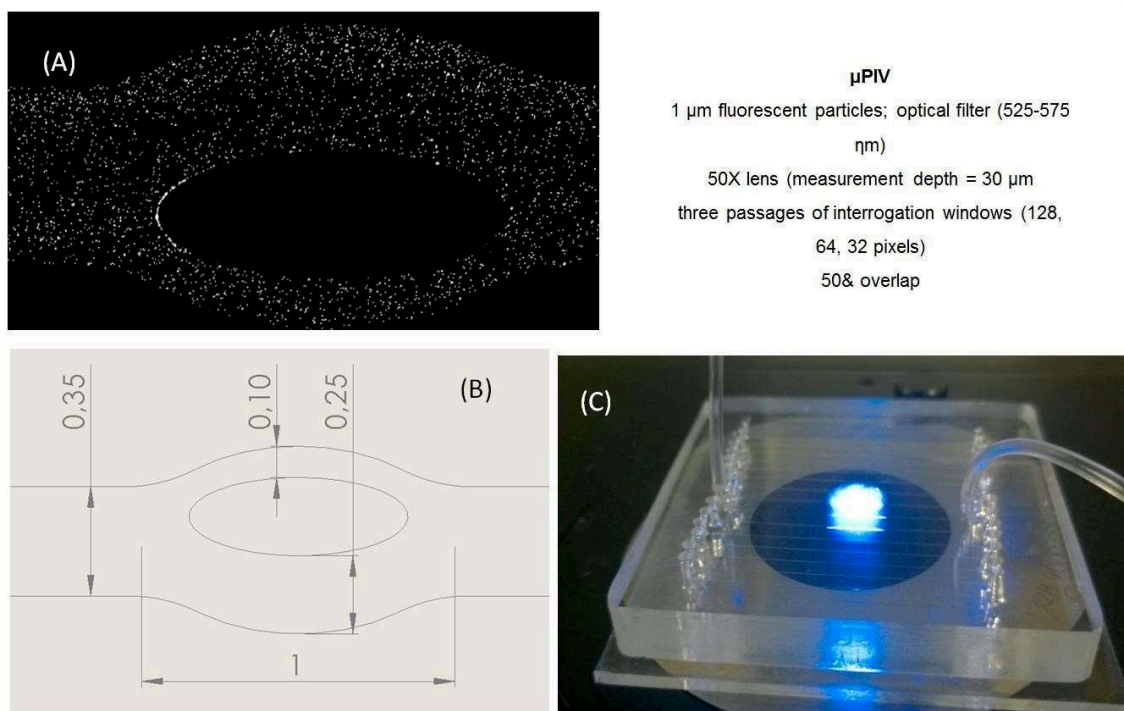 (A)
µPIV
1 µm fluorescent particles; optical filter (525-575
ηm)
50X lens (measurement depth = 30 µm
three passages of interrogation windows (128,
64, 32 pixels)
50& overlap
(B)
0,35
0,10
0,25
1
(C)